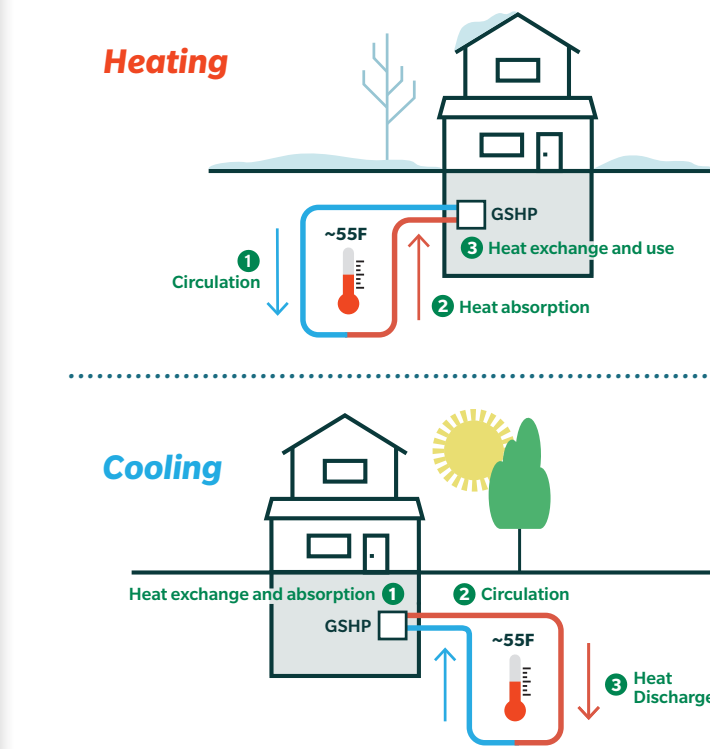 Heating
GSHP
~55F
3 Heat exchange and use
1
Circulation
2 Heat absorption
Cooling
Heat exchange and absorption 1
2 Circulation
GSHP
~55F
3 Heat
Discharge